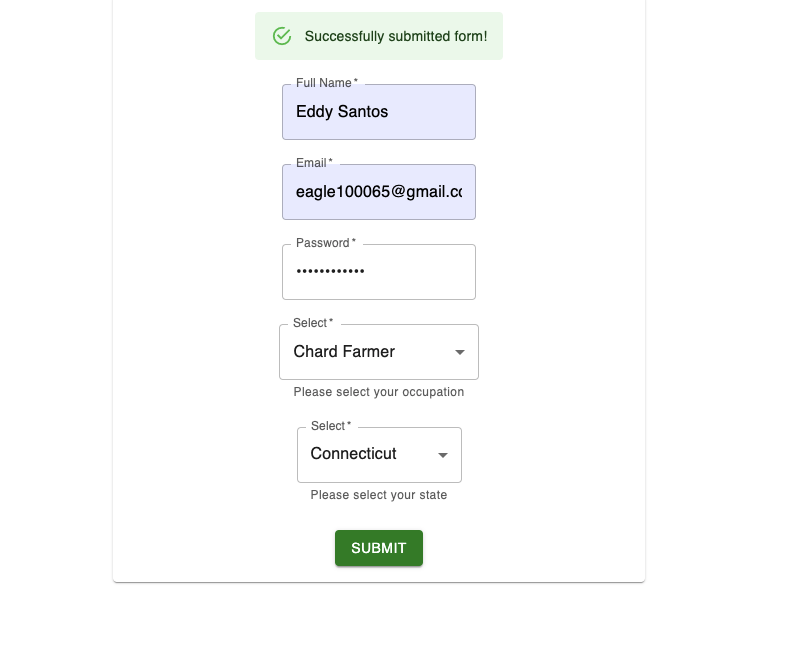 Successfully submitted form!
Full Name *
Eddy Santos
Email *
eagle100065@gmail.co
Password *
••••••••••••
Select *
Chard Farmer
Please select your occupation
Select *
Connecticut
Please select your state
SUBMIT